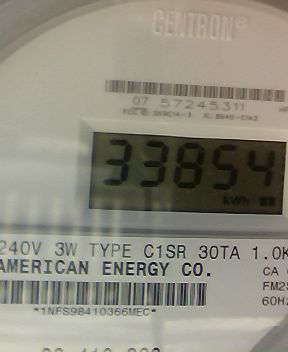 CENTRON®
07 57245311
33854
kWh
240V 3W TYPE C1SR 30TA 1.0K
AMERICAN ENERGY CO.
CA
FM2S
60Hz
*1NFS98410366MEC*